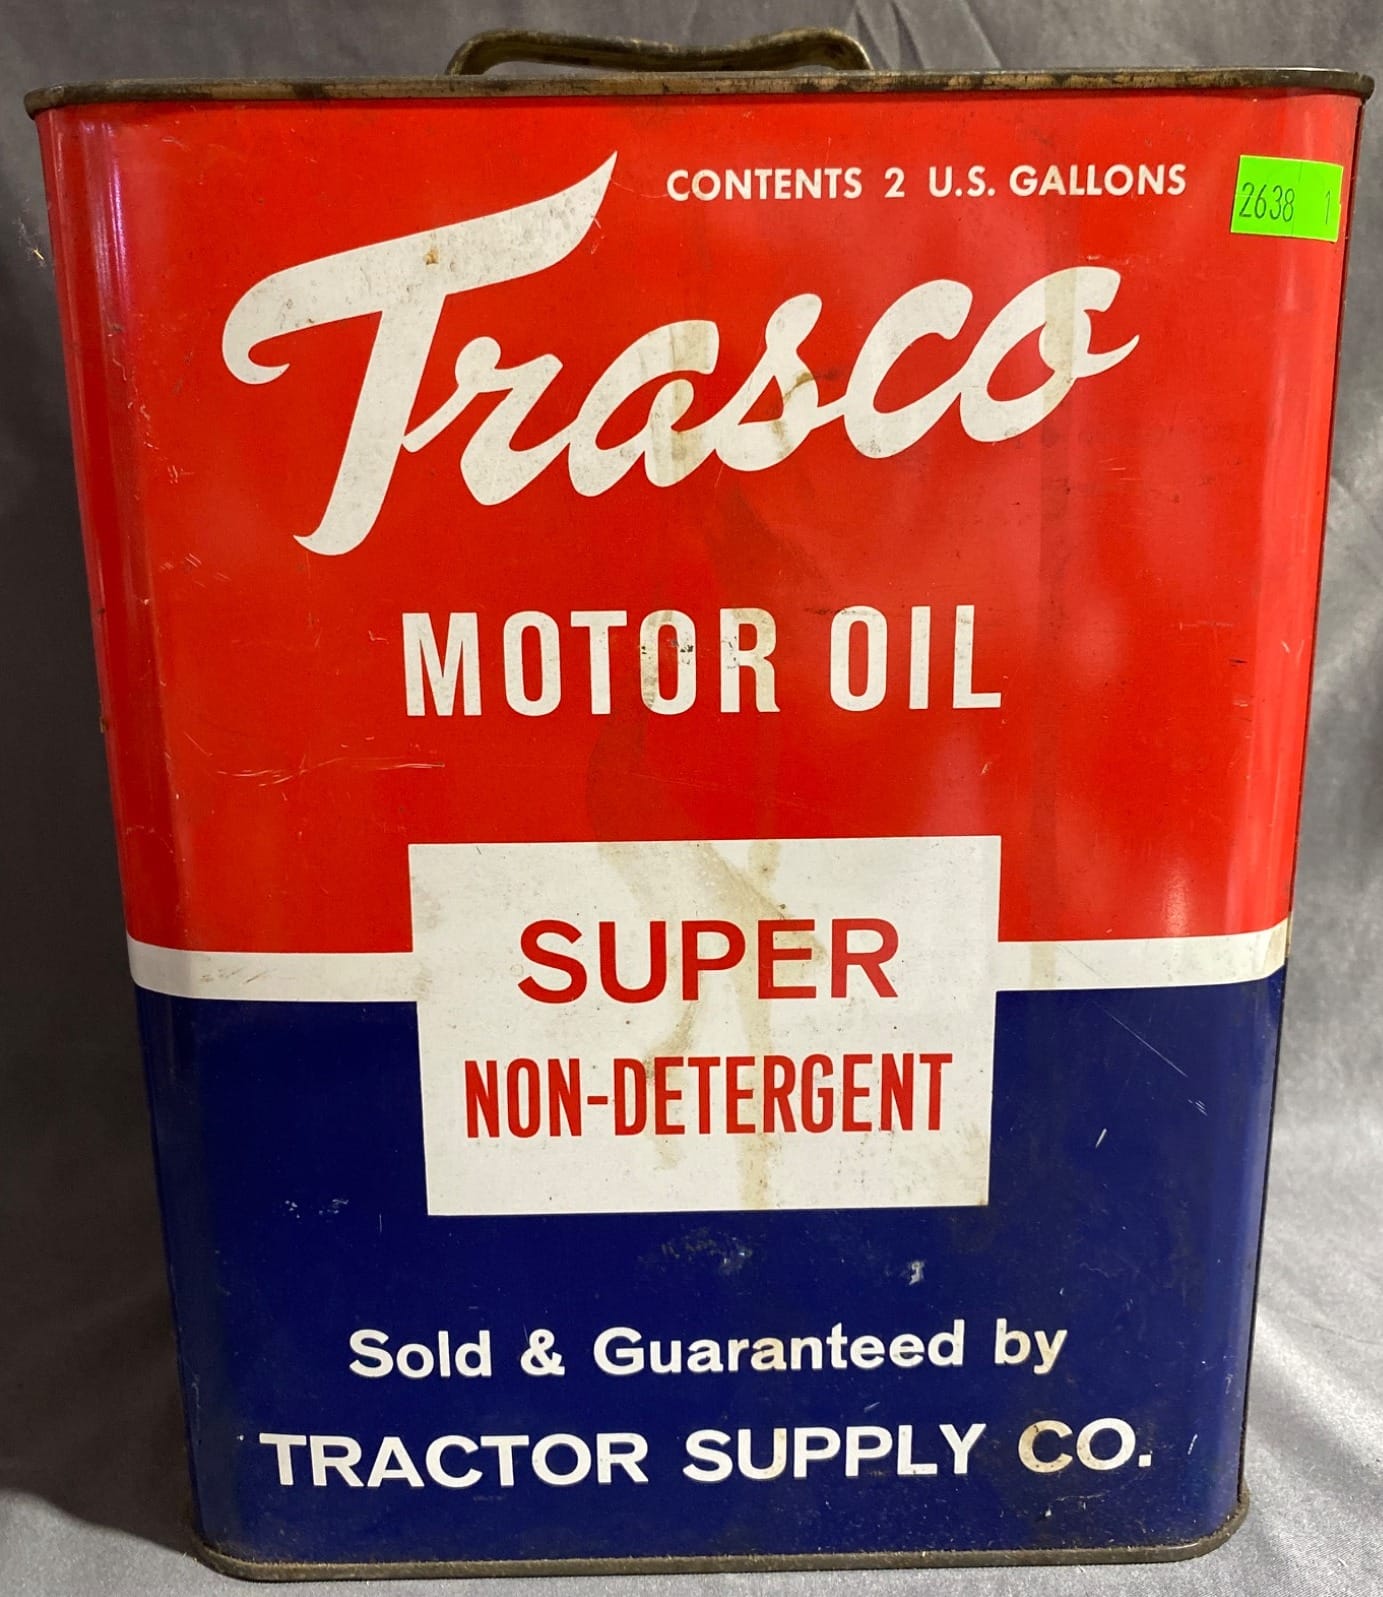 CONTENTS 2 U.S. GALLONS
2638 1
Trasco
MOTOR OIL
SUPER
NON-DETERGENT
Sold & Guaranteed by
TRACTOR SUPPLY CO.